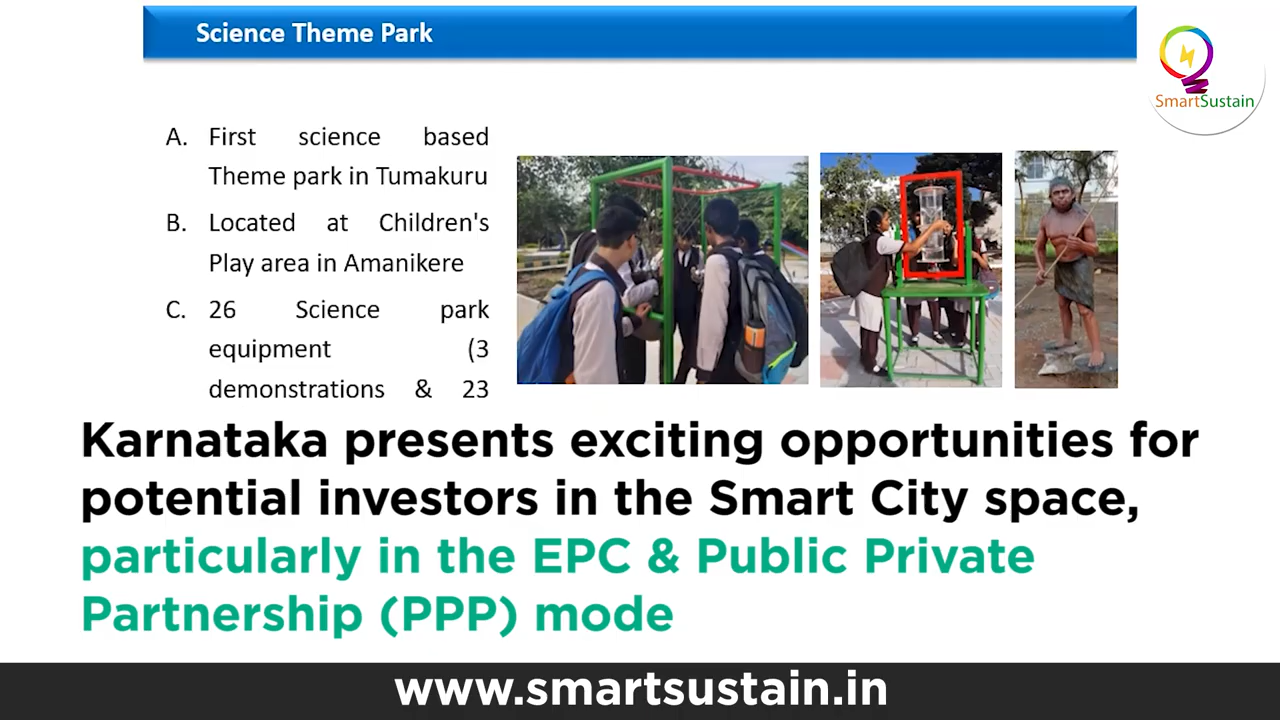 Science Theme Park
SmartSustain
A. First science based
Theme park in Tumakuru
B. Located at Children's
Play area in Amanikere
C. 26 Science park
equipment (3
demonstrations & 23
Karnataka presents exciting opportunities for
potential investors in the Smart City space,
particularly in the EPC & Public Private
Partnership (PPP) mode
www.smartsustain.in